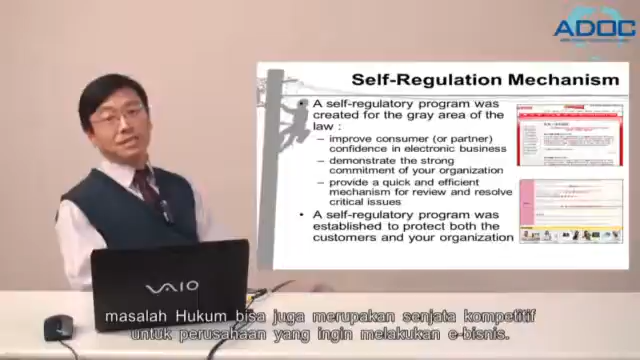 ADOC
Self-Regulation Mechanism
• A self-regulatory program was
created for the gray area of the
law :
– improve consumer (or partner)
confidence in electronic business
– demonstrate the strong
commitment of your organization
– provide a quick and efficient
mechanism for review and resolve
critical issues
• A self-regulatory program was
established to protect both the
customers and your organization
VAIO
masalah Hukum bisa juga merupakan senjata kompetitif
untuk perusahaan yang ingin melakukan e-bisnis.